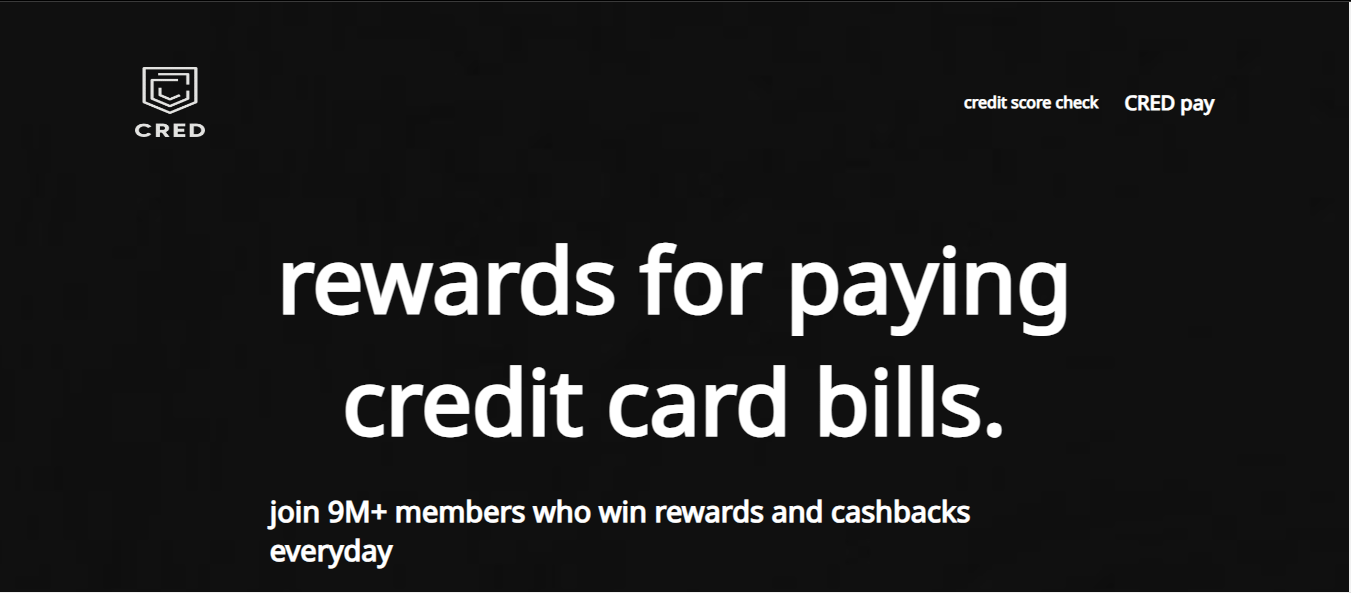 CRED
credit score check CRED pay
rewards for paying
credit card bills.
join 9M+ members who win rewards and cashbacks
everyday